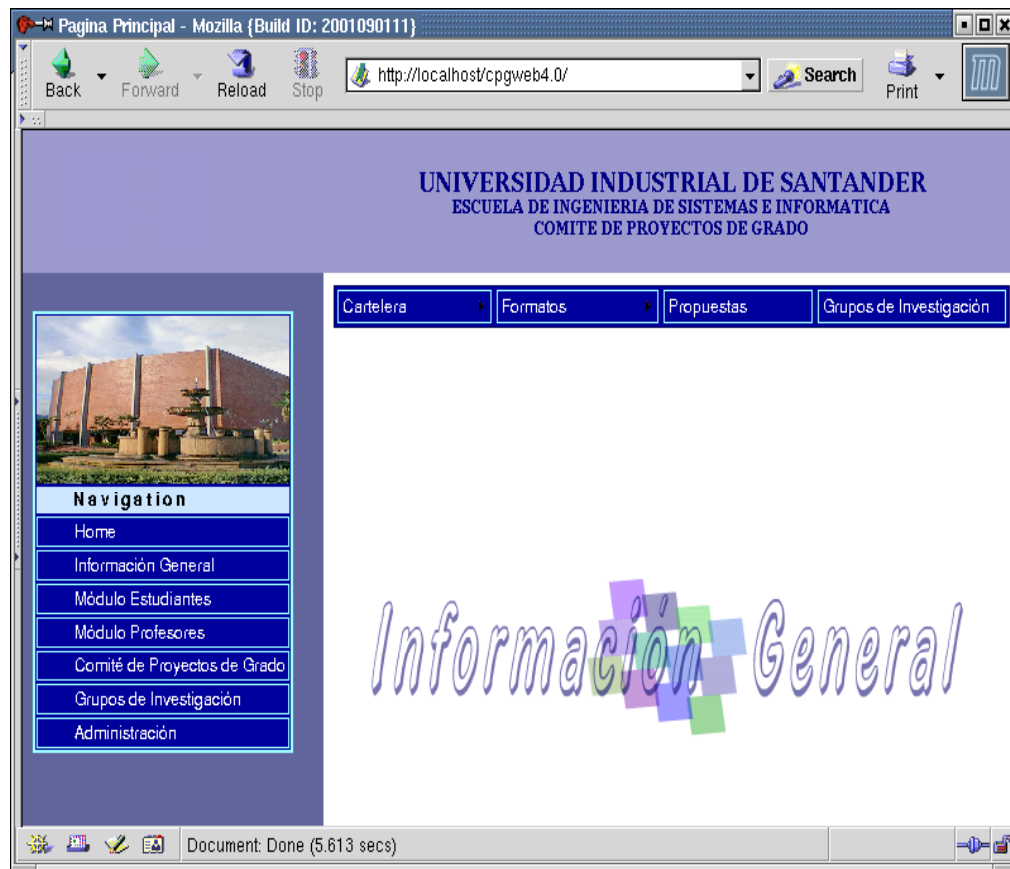 Pagina Principal - Mozilla {Build ID: 2001090111}
Back Forward Reload Stop http://localhost/cpgweb4.0/ Search Print
UNIVERSIDAD INDUSTRIAL DE SANTANDER
ESCUELA DE INGENIERIA DE SISTEMAS E INFORMATICA
COMITE DE PROYECTOS DE GRADO
Cartelera Formatos Propuestas Grupos de Investigación
Navigation
Home
Información General
Módulo Estudiantes
Módulo Profesores
Comité de Proyectos de Grado
Grupos de Investigación
Administración
Información General
Document: Done (5.613 secs)